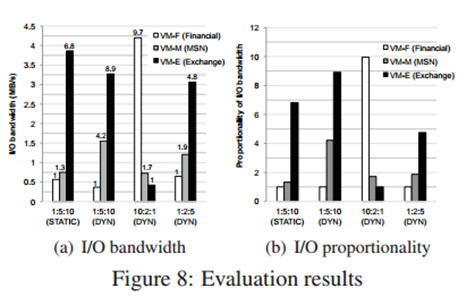 4.5
4
3.5
3
2.5
2
1.5
1
0.5
0
I/O bandwidth (MB/s)
VM-F (Financial)
VM-M (MSN)
VM-E (Exchange)
1 1.3 6.8
1 4.2 8.9
9.7 1.7 1
1 1.9 4.8
1:5:10 1:5:10 10:2:1 1:2:5
(STATIC) (DYN) (DYN) (DYN)
(a) I/O bandwidth
12
10
8
6
4
2
0
Proportionality of I/O bandwidth
VM-F (Financial)
VM-M (MSN)
VM-E (Exchange)
1:5:10 1:5:10 10:2:1 1:2:5
(STATIC) (DYN) (DYN) (DYN)
(b) I/O proportionality
Figure 8: Evaluation results